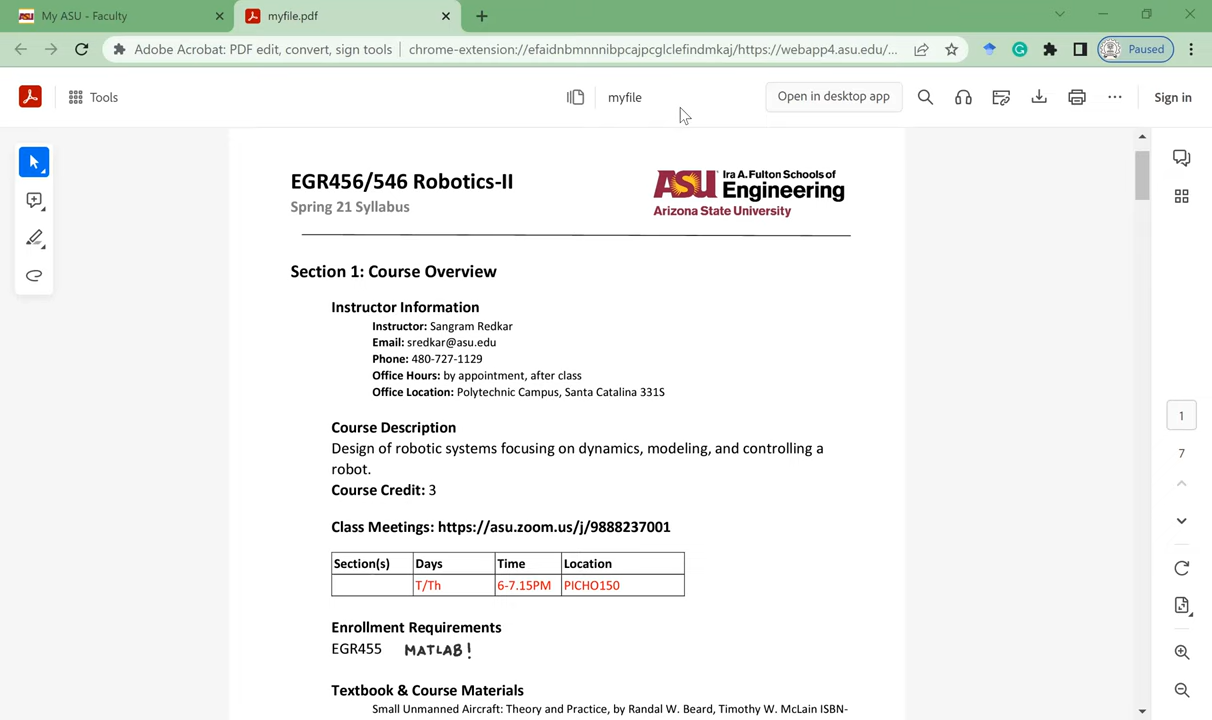 My ASU - Faculty
myfile.pdf
Adobe Acrobat: PDF edit, convert, sign tools
chrome-extension://efaidnbmnnnibpcajpcglclefindmkaj/https://webapp4.asu.edu/...
Paused
Tools
myfile
Open in desktop app
Sign in
EGR456/546 Robotics-II
Spring 21 Syllabus
ASU Ira A. Fulton Schools of
Engineering
Arizona State University
Section 1: Course Overview
Instructor Information
Instructor: Sangram Redkar
Email: sredkar@asu.edu
Phone: 480-727-1129
Office Hours: by appointment, after class
Office Location: Polytechnic Campus, Santa Catalina 331S
Course Description
Design of robotic systems focusing on dynamics, modeling, and controlling a
robot.
Course Credit: 3
Class Meetings: https://asu.zoom.us/j/9888237001
Section(s) Days Time Location
T/Th 6-7.15PM PICHO150
Enrollment Requirements
EGR455 MATLAB!
Textbook & Course Materials
Small Unmanned Aircraft: Theory and Practice, by Randal W. Beard, Timothy W. McLain ISBN-
1
7